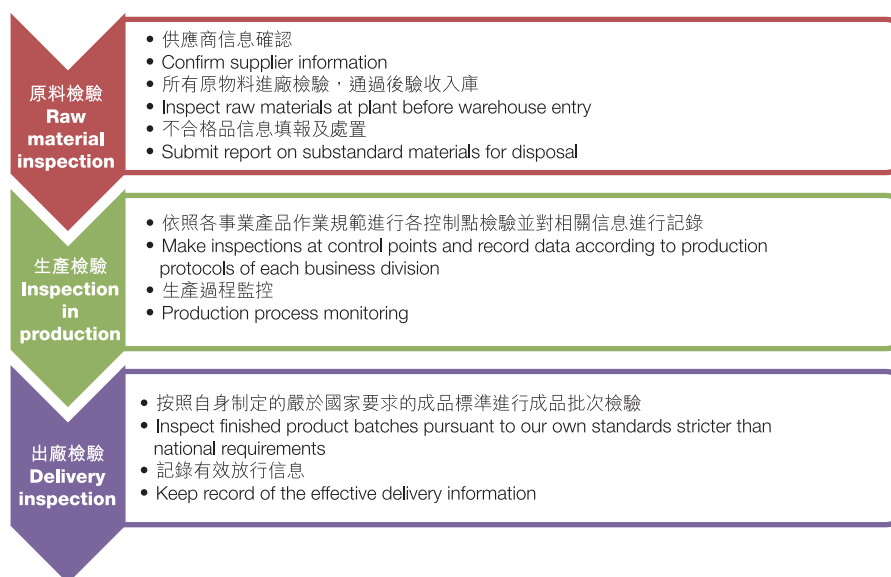 原料檢驗
Raw
material
inspection
• 供應商信息確認
• Confirm supplier information
• 所有原物料進廠檢驗，通過後驗收入庫
• Inspect raw materials at plant before warehouse entry
• 不合格品信息填報及處置
• Submit report on substandard materials for disposal
生產檢驗
Inspection
in
production
• 依照各事業產品作業規範進行各控制點檢驗並對相關信息進行記錄
• Make inspections at control points and record data according to production
protocols of each business division
• 生產過程監控
• Production process monitoring
出廠檢驗
Delivery
inspection
• 按照自身制定的嚴於國家要求的成品標準進行成品批次檢驗
• Inspect finished product batches pursuant to our own standards stricter than
national requirements
• 記錄有效放行信息
• Keep record of the effective delivery information